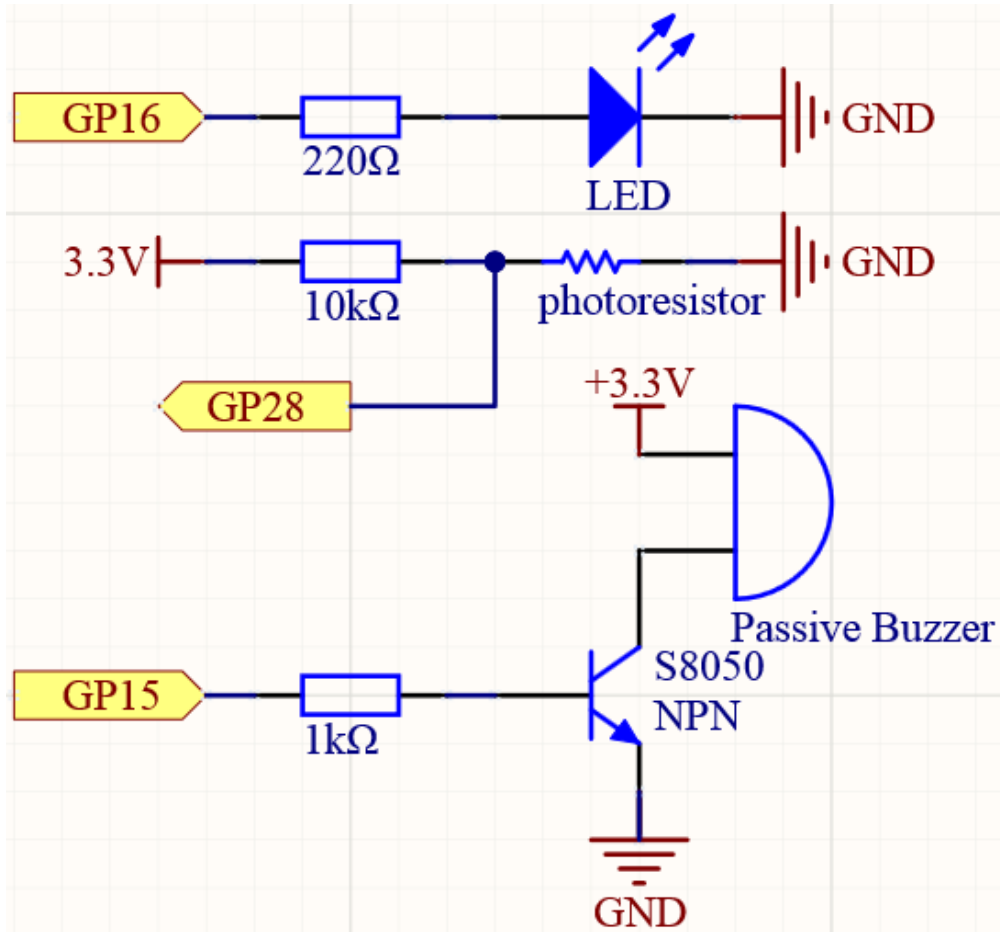 GP16
220Ω
LED
GND
3.3V
10kΩ
photoresistor
GND
GP28
+3.3V
Passive Buzzer
GP15
1kΩ
S8050
NPN
GND